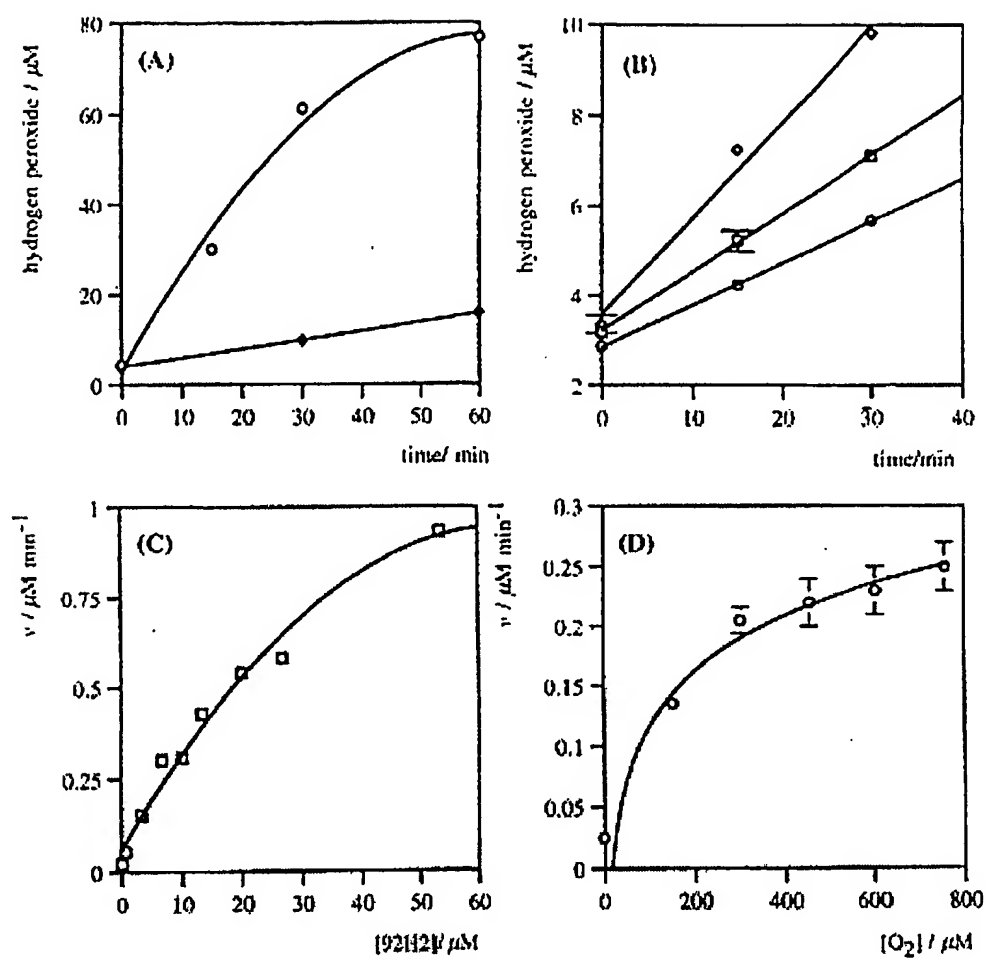 hydrogen peroxide / µM
80
60
40
20
0
(A)
0 10 20 30 40 50 60
time/ min
hydrogen peroxide / µM
10
8
6
4
2
(B)
0 10 20 30 40
time/min
v / µM min⁻¹
1
0.75
0.5
0.25
0
(C)
0 10 20 30 40 50 60
[92H2]/ µM
v / µM min⁻¹
0.3
0.25
0.2
0.15
0.1
0.05
0
(D)
0 200 400 600 800
[O₂] / µM